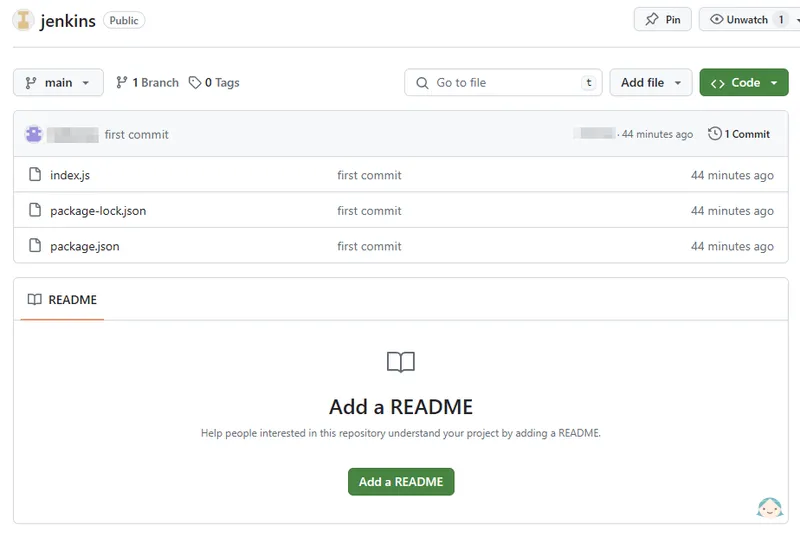 jenkins Public Pin Unwatch 1
main 1 Branch 0 Tags Go to file t Add file Code
first commit · 44 minutes ago 1 Commit
index.js first commit 44 minutes ago
package-lock.json first commit 44 minutes ago
package.json first commit 44 minutes ago
README
Add a README
Help people interested in this repository understand your project by adding a README.
Add a README